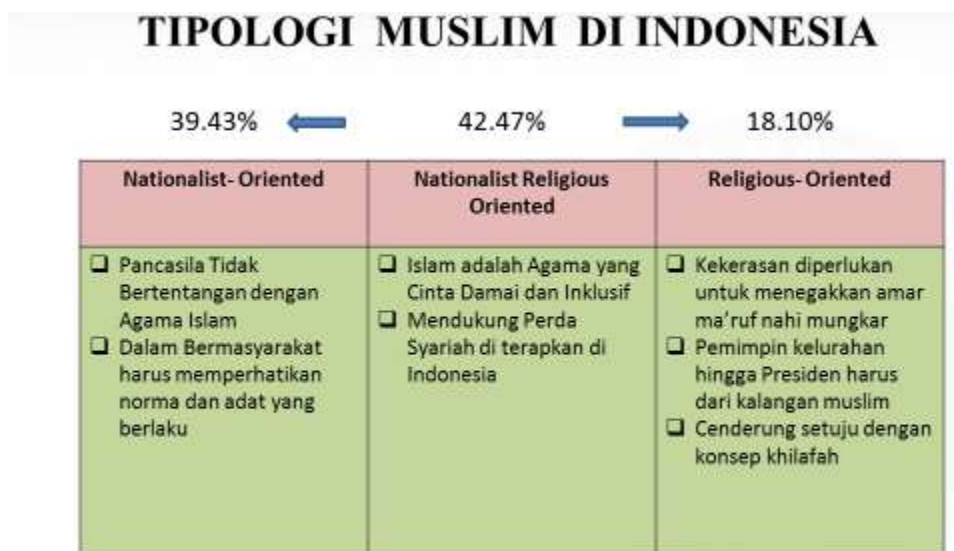 TIPOLOGI MUSLIM DI INDONESIA
39.43%
42.47%
18.10%
Nationalist- Oriented
Nationalist Religious
Oriented
Religious- Oriented
Pancasila Tidak
Bertentangan dengan
Agama Islam
Dalam Bermasyarakat
harus memperhatikan
norma dan adat yang
berlaku
Islam adalah Agama yang
Cinta Damai dan Inklusif
Mendukung Perda
Syariah di terapkan di
Indonesia
Kekerasan diperlukan
untuk menegakkan amar
ma'ruf nahi mungkar
Pemimpin kelurahan
hingga Presiden harus
dari kalangan muslim
Cenderung setuju dengan
konsep khilafah